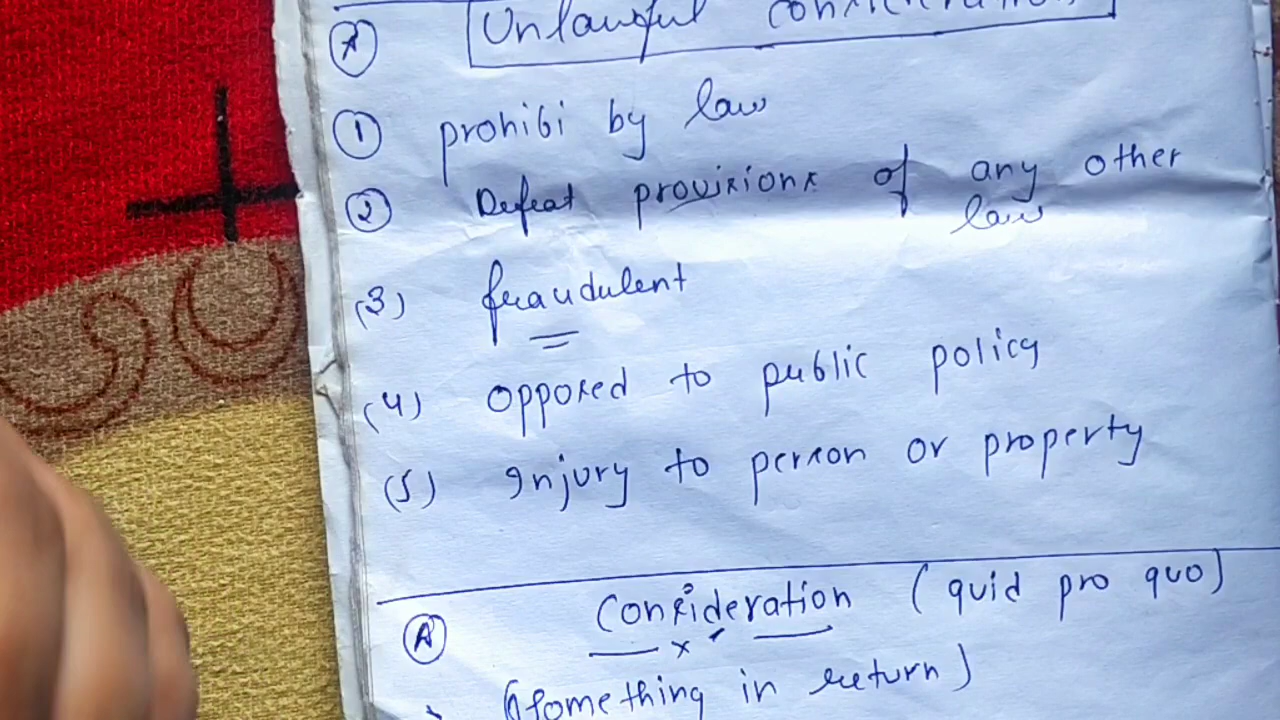 (A) Unlawful consideration
(1) prohibi by law
(2) Defeat provisions of any other
law
(3) fraudulent
(4) opposed to public policy
(5) Injury to person or property
(A) Consideration (quid pro quo)
(Something in return)